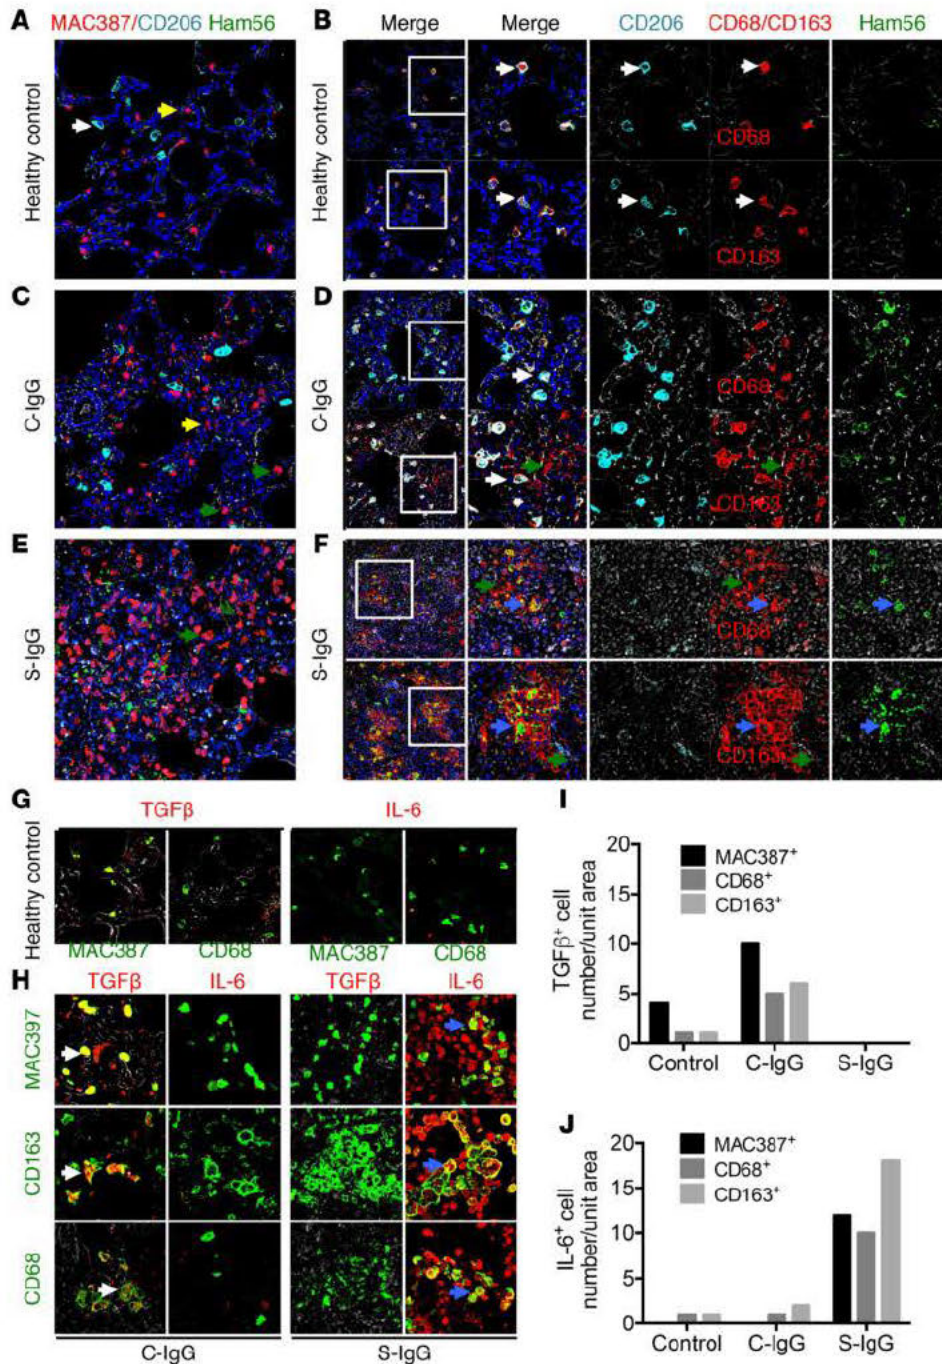 A MAC387/CD206 Ham56
B Merge Merge CD206 CD68/CD163 Ham56
Healthy control
Healthy control
CD68
CD163
C
D
C-IgG
C-IgG
CD68
CD163
E
F
S-IgG
S-IgG
CD68
CD163
G
TGFβ IL-6
Healthy control
MAC387 CD68 MAC387 CD68
H
TGFβ IL-6 TGFβ IL-6
MAC397
CD163
CD68
C-IgG S-IgG
I
TGFβ+ cell
number/unit area
20
15
10
5
0
MAC387+
CD68+
CD163+
Control C-IgG S-IgG
J
IL-6+ cell
number/unit area
20
15
10
5
0
MAC387+
CD68+
CD163+
Control C-IgG S-IgG